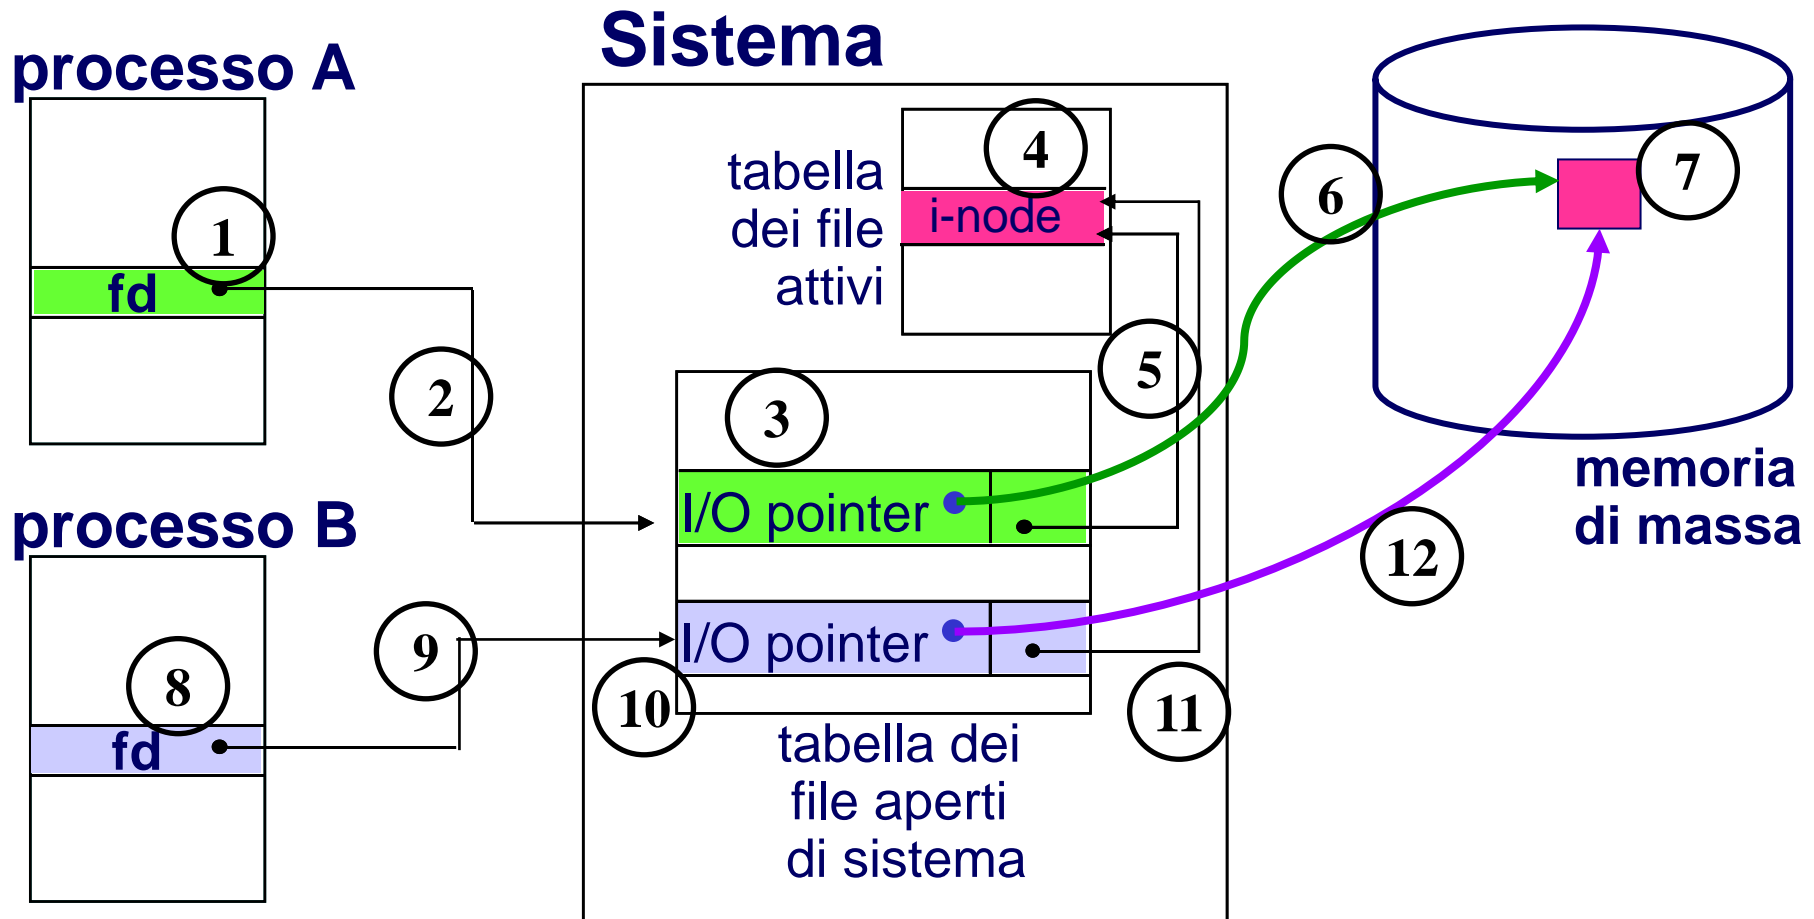 Sistema
processo A
4
tabella
dei file
attivi
i-node
6
7
1
fd
2
5
3
I/O pointer
memoria
di massa
processo B
12
I/O pointer
9
8
fd
10
11
tabella dei
file aperti
di sistema